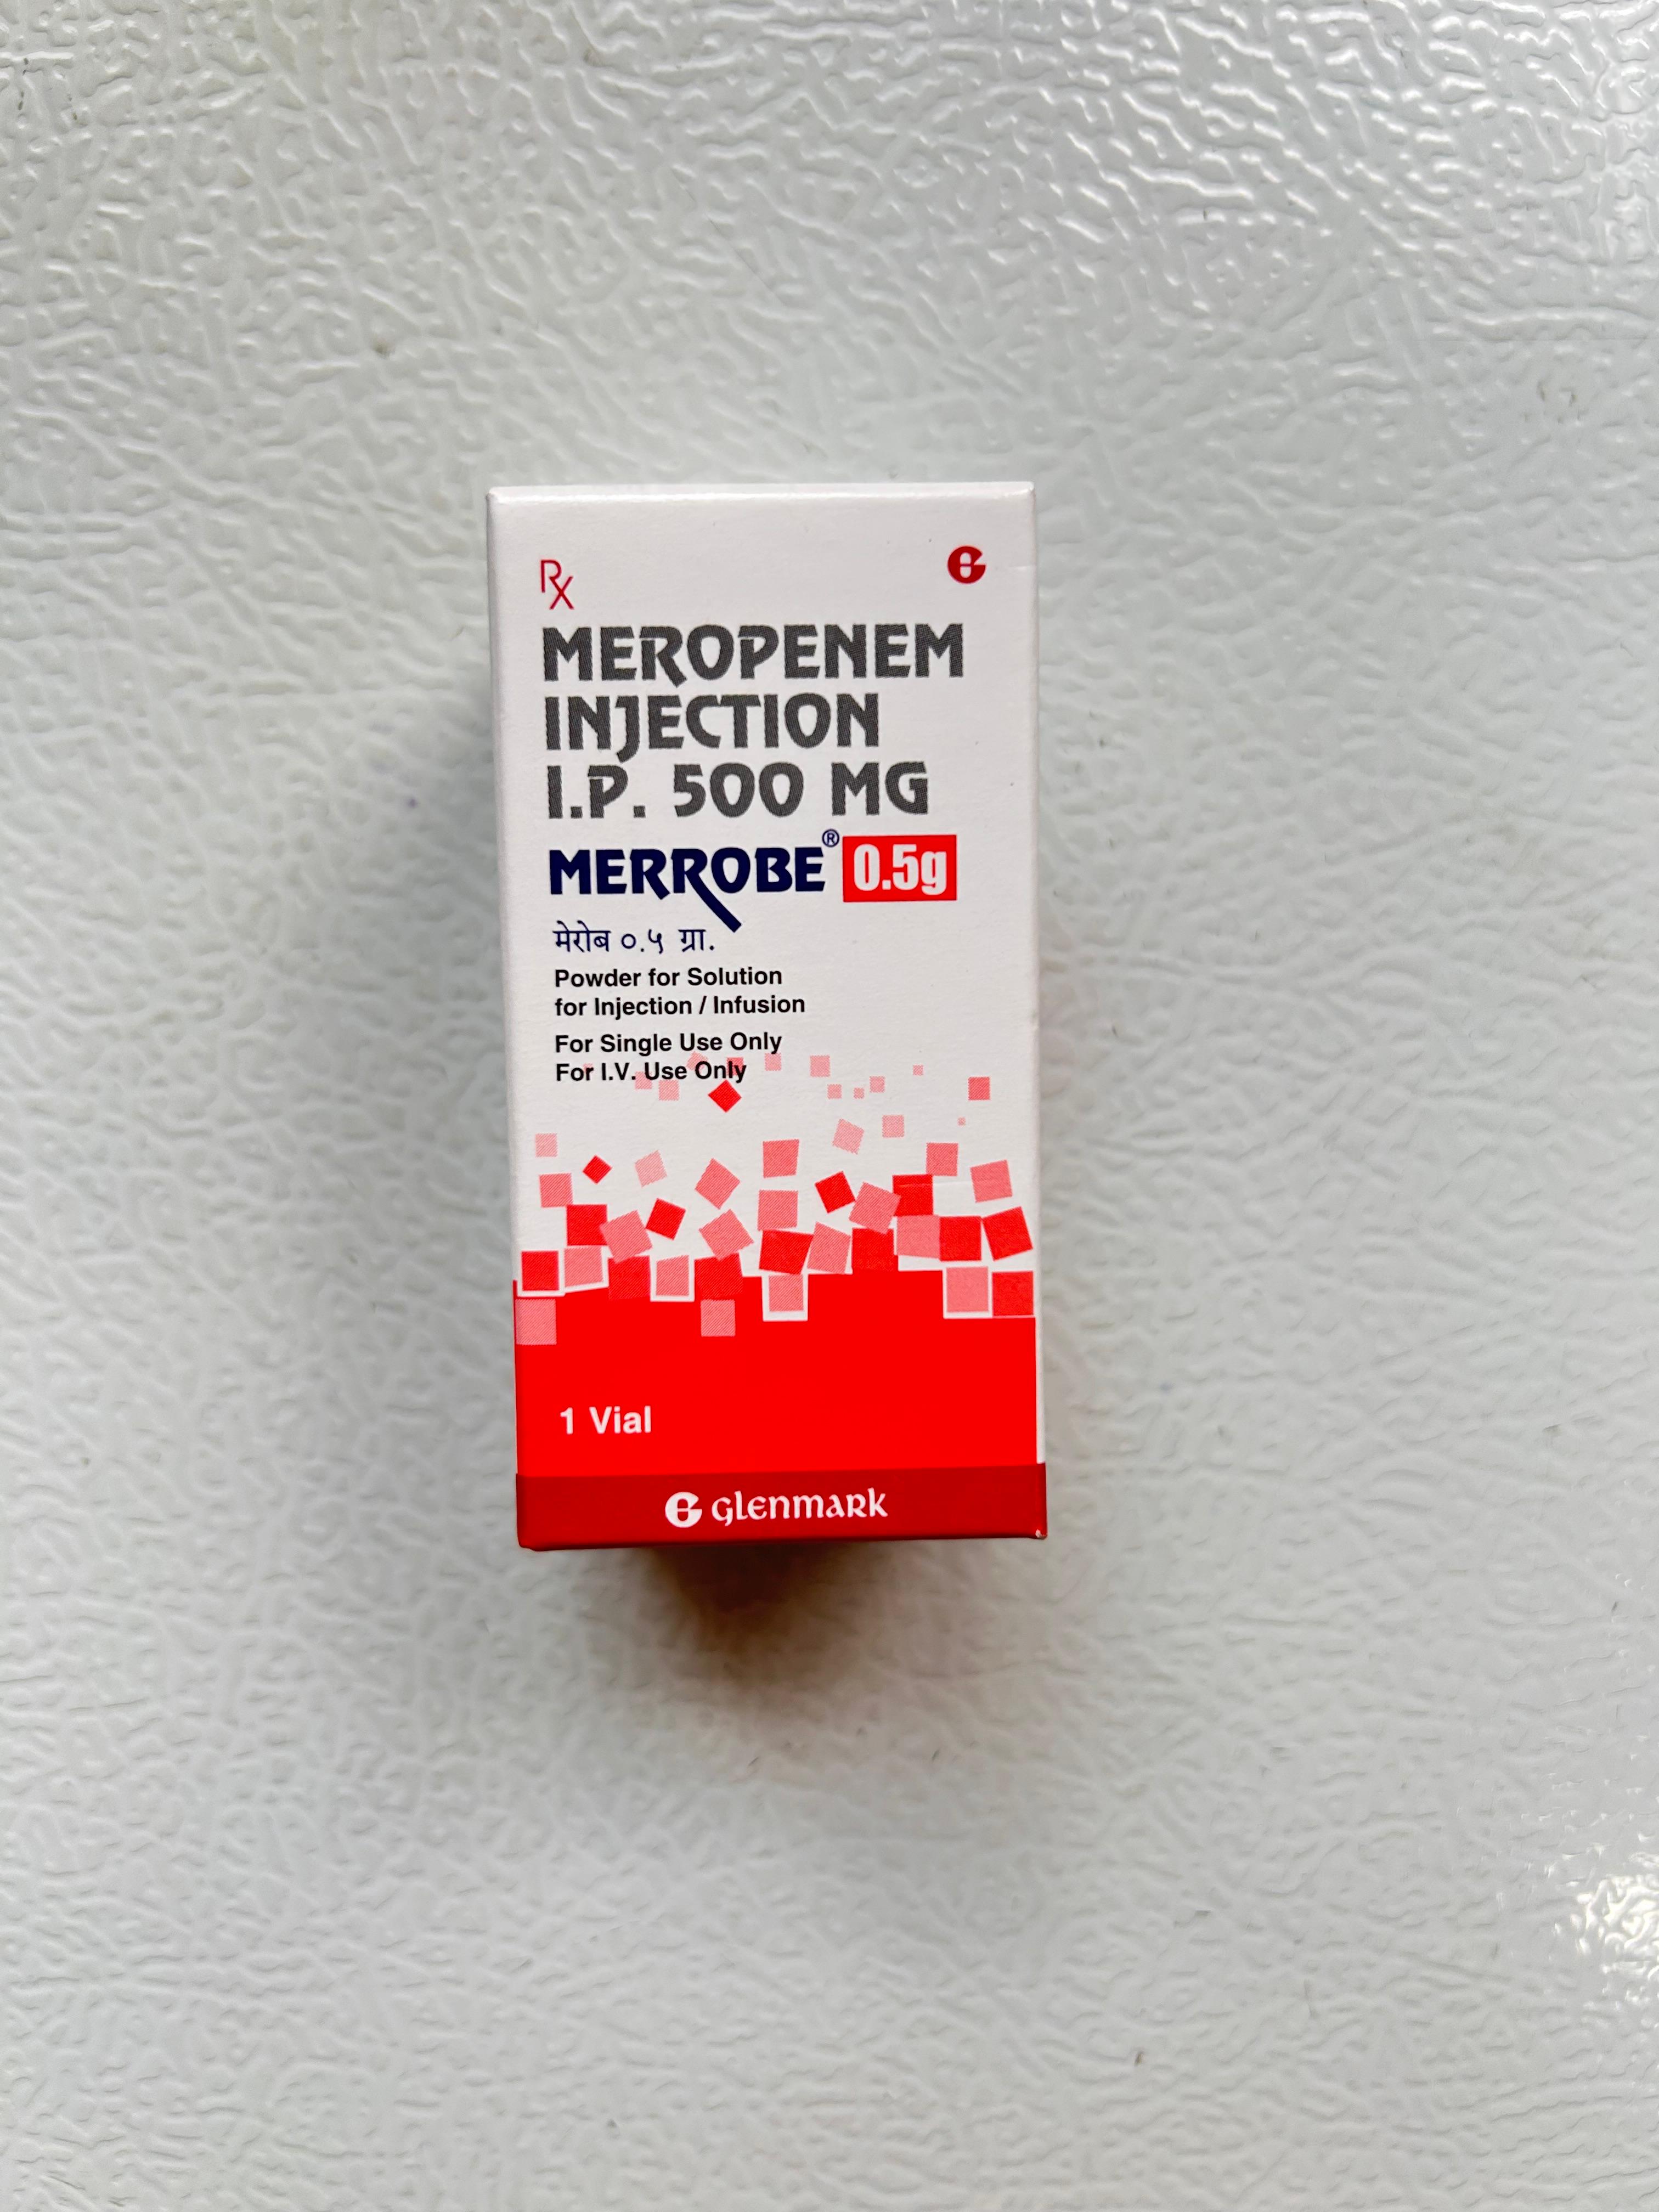 Rx
MEROPENEM
INJECTION
I.P. 500 MG
MERROBE® 0.5g
मेरोब ०.५ ग्रा.
Powder for Solution
for Injection / Infusion
For Single Use Only
For I.V. Use Only
1 Vial
G glenmark